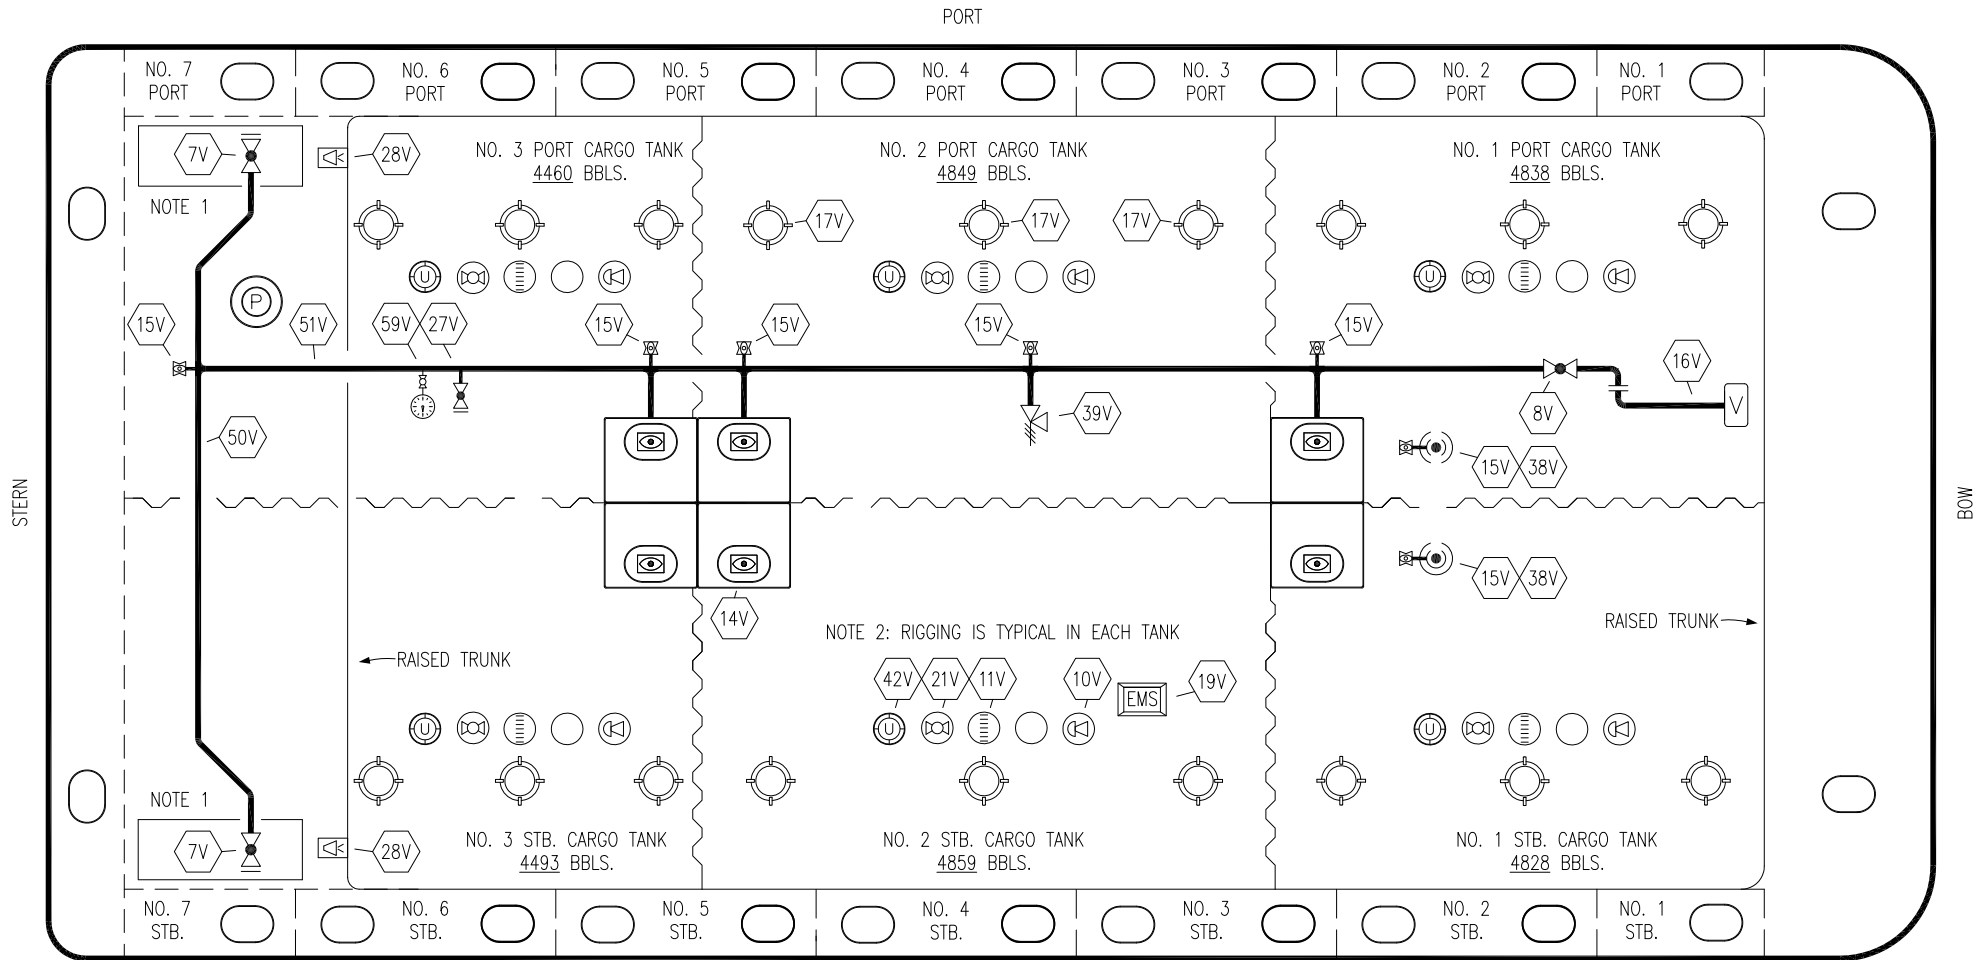 PORT
NO. 7
PORT
NO. 6
PORT
NO. 5
PORT
NO. 4
PORT
NO. 3
PORT
NO. 2
PORT
NO. 1
PORT
7V
28V
NOTE 1
NO. 3 PORT CARGO TANK
4460 BBLS.
NO. 2 PORT CARGO TANK
4849 BBLS.
NO. 1 PORT CARGO TANK
4838 BBLS.
17V
17V
17V
U
U
U
P
15V
51V
59V
27V
15V
15V
15V
15V
16V
V
50V
39V
8V
15V
38V
STERN
BOW
15V
38V
14V
RAISED TRUNK
NOTE 2: RIGGING IS TYPICAL IN EACH TANK
RAISED TRUNK
42V
21V
11V
10V
EMS
19V
U
U
U
NOTE 1
7V
28V
NO. 3 STB. CARGO TANK
4493 BBLS.
NO. 2 STB. CARGO TANK
4859 BBLS.
NO. 1 STB. CARGO TANK
4828 BBLS.
NO. 7
STB.
NO. 6
STB.
NO. 5
STB.
NO. 4
STB.
NO. 3
STB.
NO. 2
STB.
NO. 1
STB.